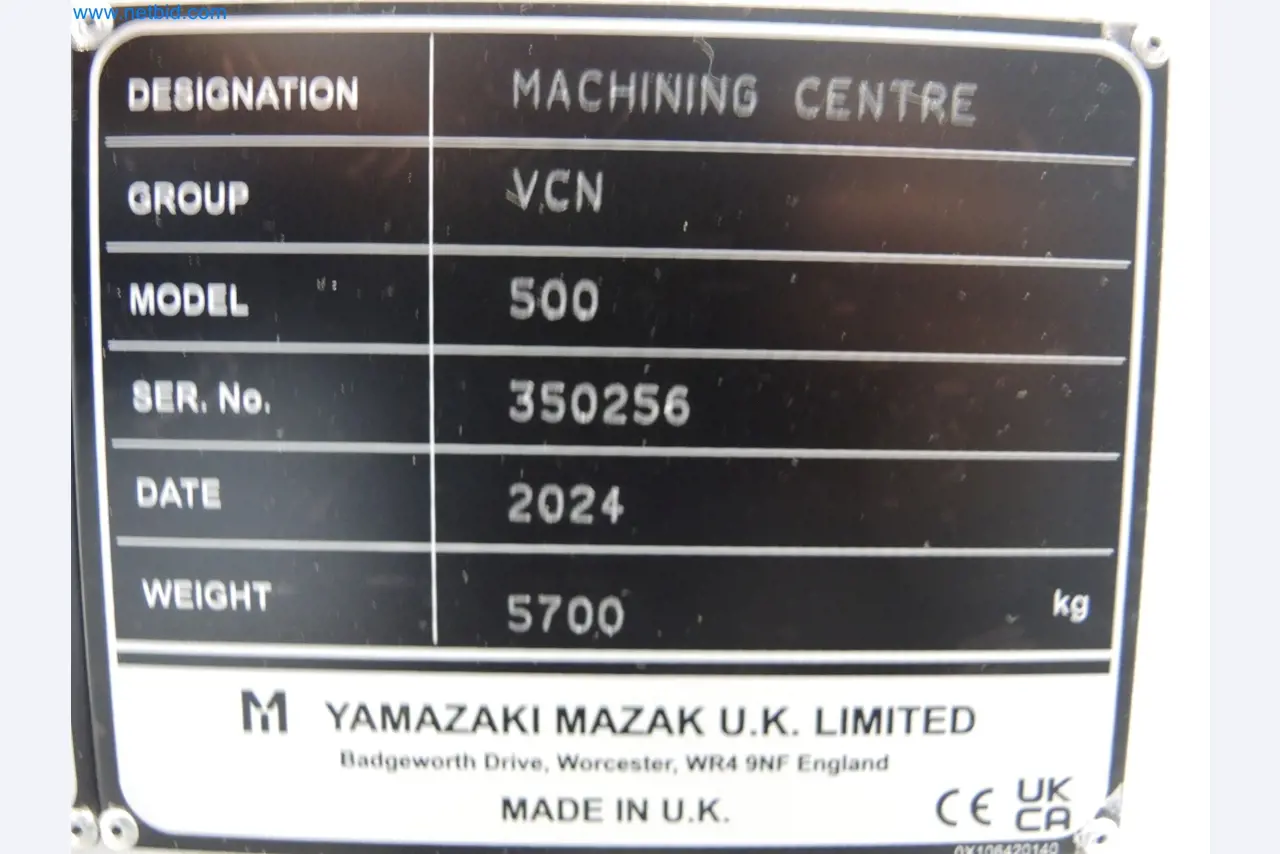 www.netbid.com
DESIGNATION MACHINING CENTRE
GROUP VCN
MODEL 500
SER. No. 350256
DATE 2024
WEIGHT 5700 kg
YAMAZAKI MAZAK U.K. LIMITED
Badgeworth Drive, Worcester, WR4 9NF England
MADE IN U.K.
CE UK
CA